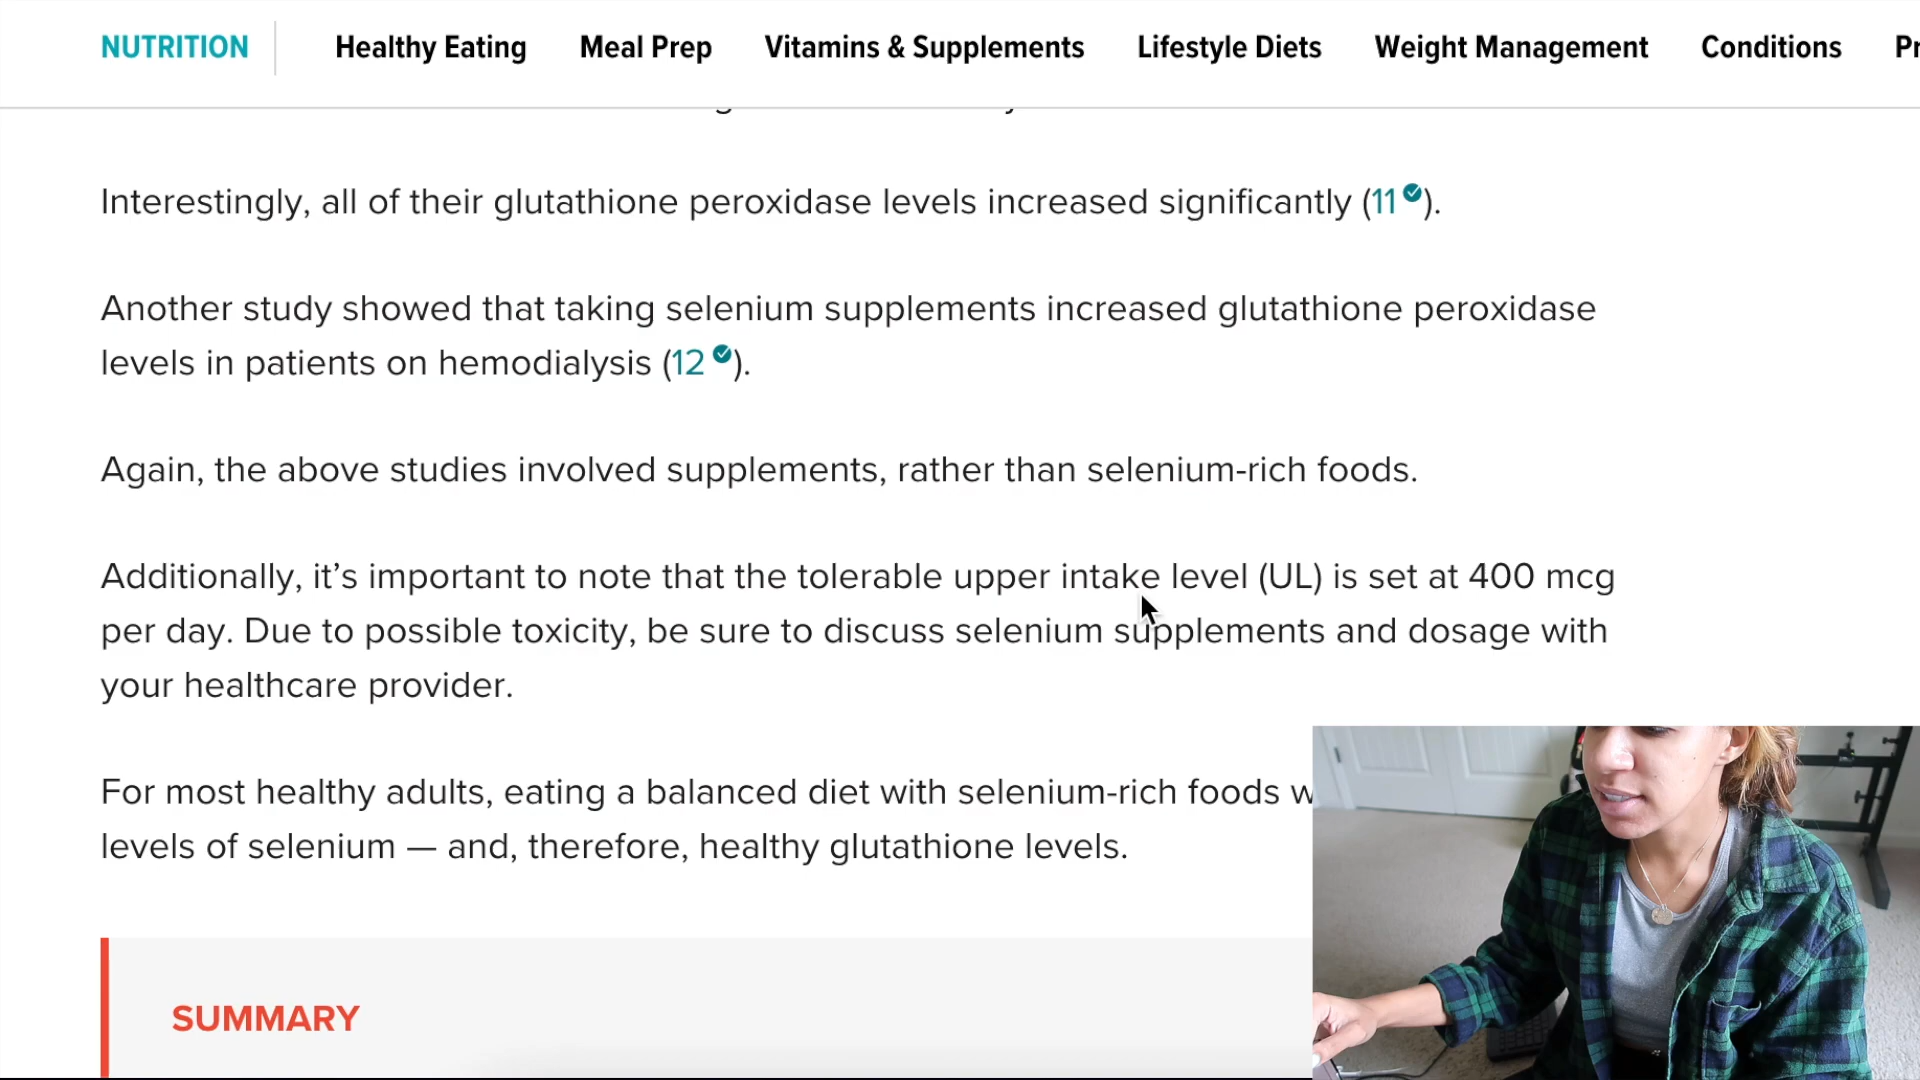 NUTRITION Healthy Eating Meal Prep Vitamins & Supplements Lifestyle Diets Weight Management Conditions
Interestingly, all of their glutathione peroxidase levels increased significantly (11).
Another study showed that taking selenium supplements increased glutathione peroxidase
levels in patients on hemodialysis (12).
Again, the above studies involved supplements, rather than selenium-rich foods.
Additionally, it’s important to note that the tolerable upper intake level (UL) is set at 400 mcg
per day. Due to possible toxicity, be sure to discuss selenium supplements and dosage with
your healthcare provider.
For most healthy adults, eating a balanced diet with selenium-rich foods
levels of selenium — and, therefore, healthy glutathione levels.
SUMMARY